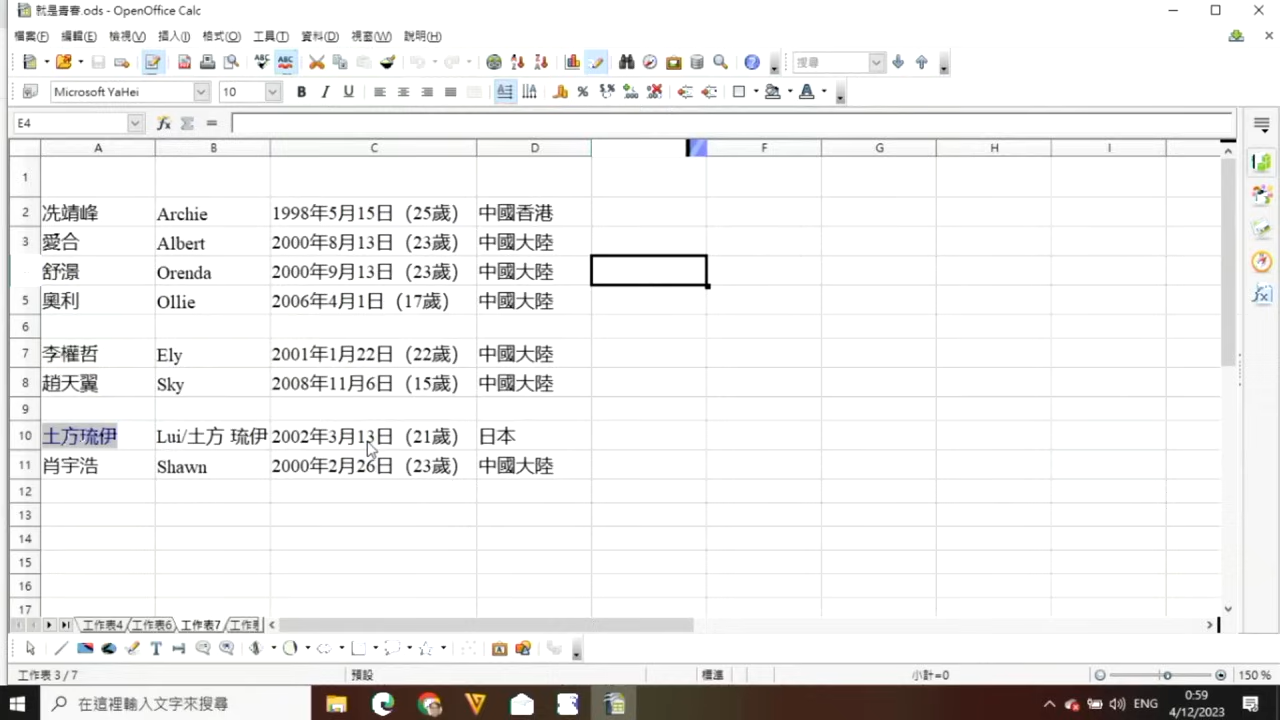 就是青春.ods - OpenOffice Calc
檔案(F) 編輯(E) 檢視(V) 插入(I) 格式(O) 工具(T) 資料(D) 視窗(W) 說明(H)
搜尋
Microsoft YaHei 10
E4
A B C D F G H I
1
2 冼靖峰 Archie 1998年5月15日（25歲） 中國香港
3 愛合 Albert 2000年8月13日（23歲） 中國大陸
舒澋 Orenda 2000年9月13日（23歲） 中國大陸
5 奧利 Ollie 2006年4月1日（17歲） 中國大陸
6
7 李權哲 Ely 2001年1月22日（22歲） 中國大陸
8 趙天翼 Sky 2008年11月6日（15歲） 中國大陸
9
10 土方琉伊 Lui/土方 琉伊 2002年3月13日（21歲） 日本
11 肖宇浩 Shawn 2000年2月26日（23歲） 中國大陸
12
13
14
15
16
17
工作表4 工作表6 工作表7 工作
工作表 3 / 7 預設 標準 小計=0 150 %
在這裡輸入文字來搜尋 ENG 0:59
4/12/2023